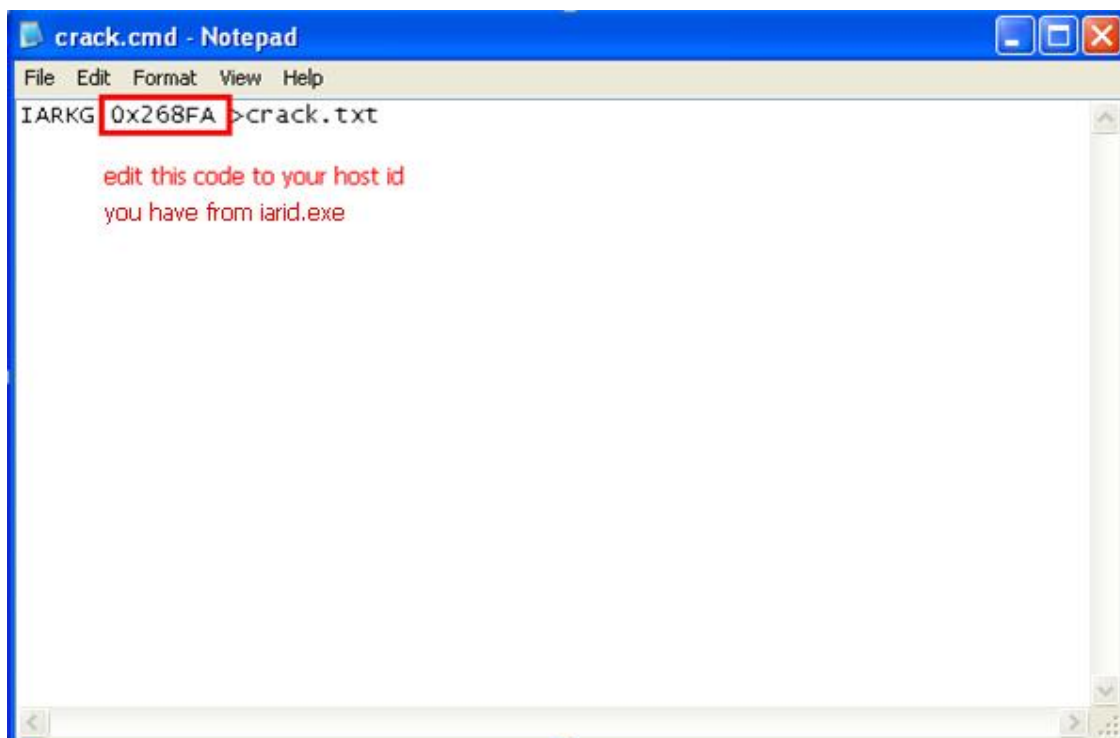 crack.cmd - Notepad
File Edit Format View Help
IARKG 0x268FA >crack.txt
edit this code to your host id
you have from iarid.exe